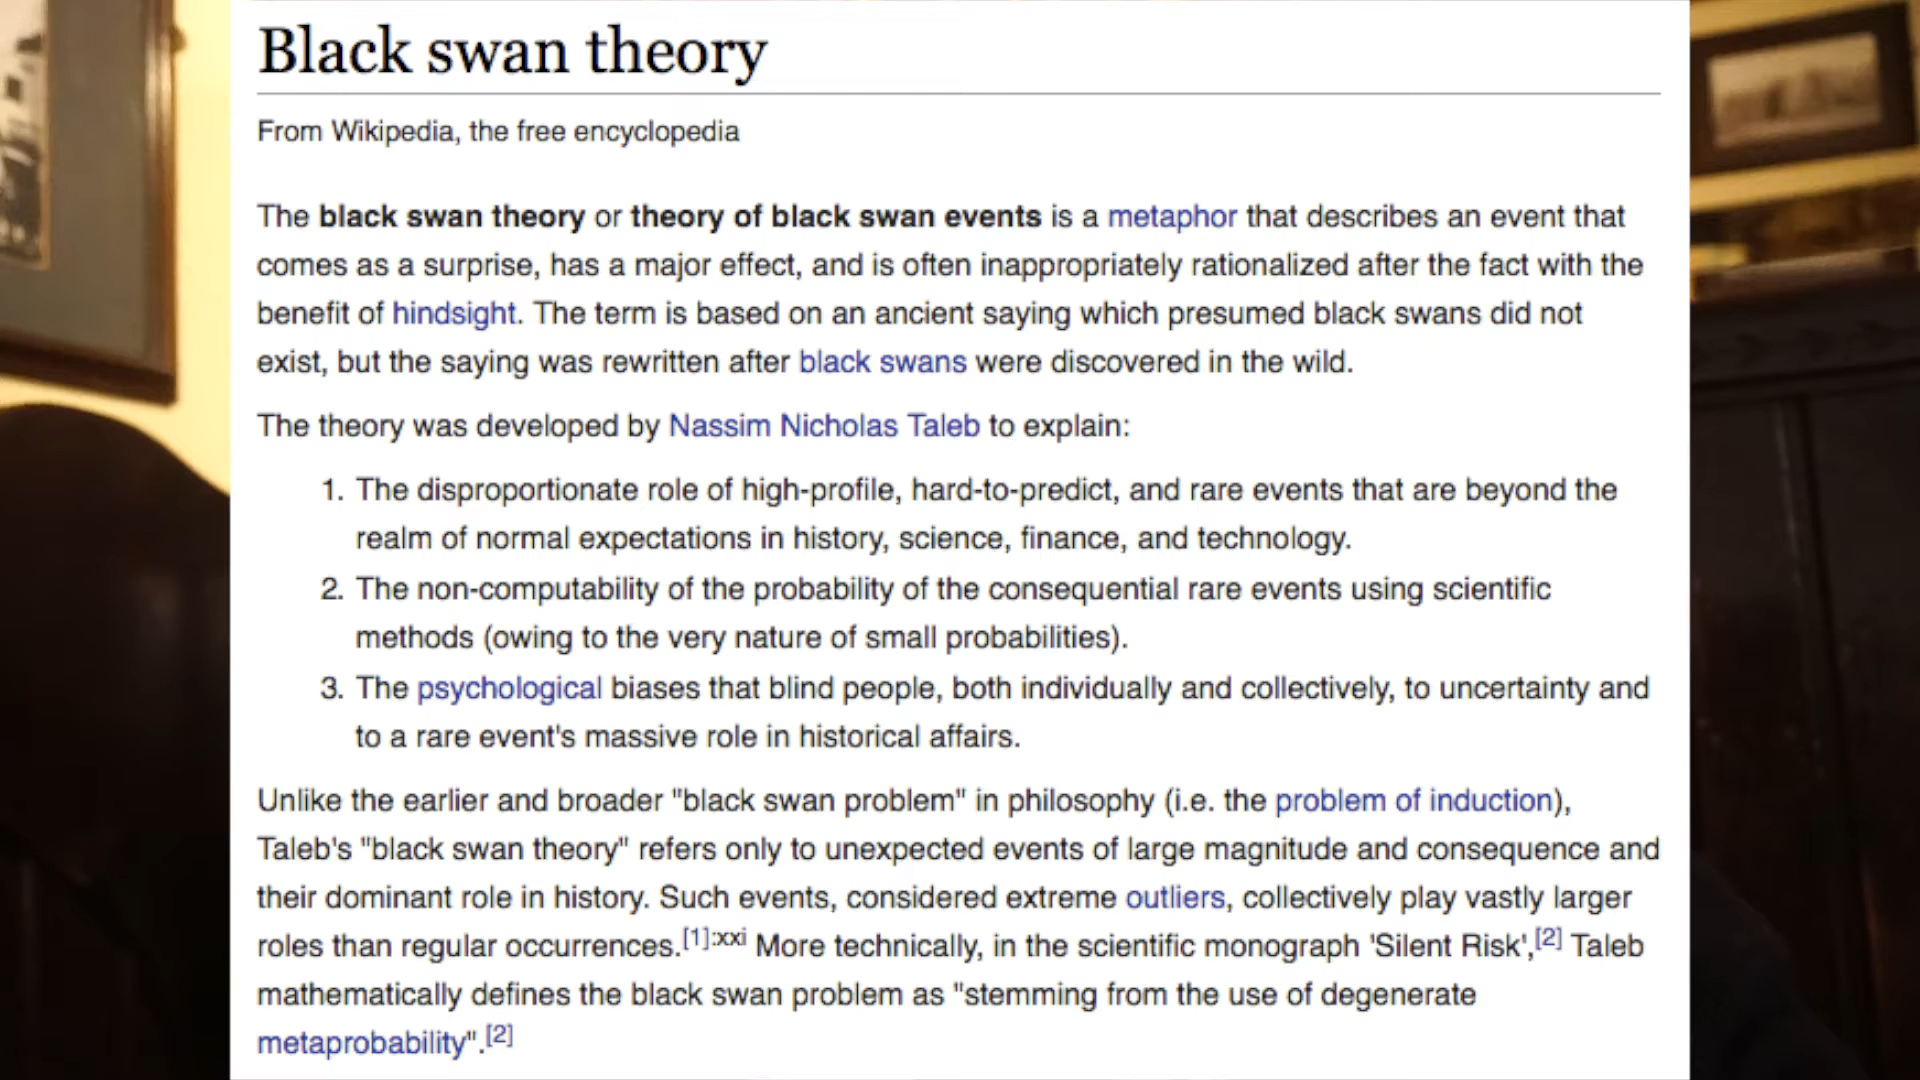 Black swan theory
From Wikipedia, the free encyclopedia
The black swan theory or theory of black swan events is a metaphor that describes an event that
comes as a surprise, has a major effect, and is often inappropriately rationalized after the fact with the
benefit of hindsight. The term is based on an ancient saying which presumed black swans did not
exist, but the saying was rewritten after black swans were discovered in the wild.
The theory was developed by Nassim Nicholas Taleb to explain:
1. The disproportionate role of high-profile, hard-to-predict, and rare events that are beyond the
realm of normal expectations in history, science, finance, and technology.
2. The non-computability of the probability of the consequential rare events using scientific
methods (owing to the very nature of small probabilities).
3. The psychological biases that blind people, both individually and collectively, to uncertainty and
to a rare event's massive role in historical affairs.
Unlike the earlier and broader "black swan problem" in philosophy (i.e. the problem of induction),
Taleb's "black swan theory" refers only to unexpected events of large magnitude and consequence and
their dominant role in history. Such events, considered extreme outliers, collectively play vastly larger
roles than regular occurrences.[1]:xxi More technically, in the scientific monograph 'Silent Risk',[2] Taleb
mathematically defines the black swan problem as "stemming from the use of degenerate
metaprobability".[2]